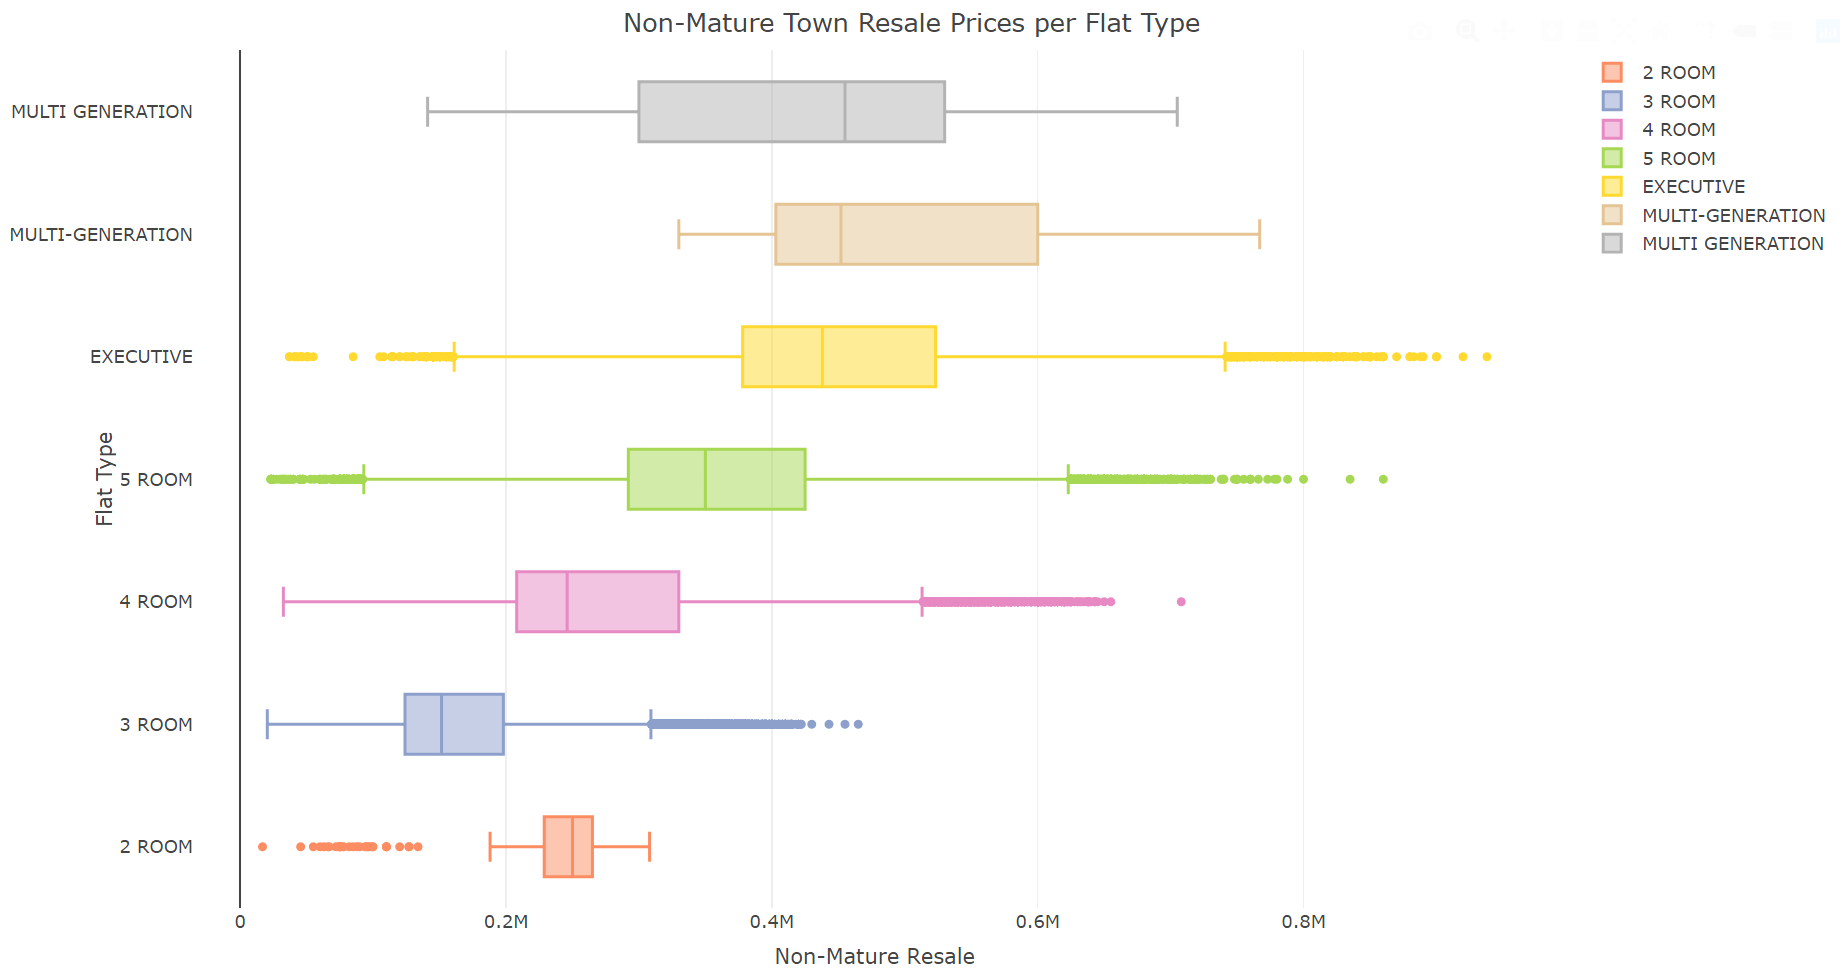 Non-Mature Town Resale Prices per Flat Type
MULTI GENERATION
MULTI-GENERATION
EXECUTIVE
5 ROOM
4 ROOM
3 ROOM
2 ROOM
Flat Type
0
0.2M
0.4M
0.6M
0.8M
Non-Mature Resale
2 ROOM
3 ROOM
4 ROOM
5 ROOM
EXECUTIVE
MULTI-GENERATION
MULTI GENERATION